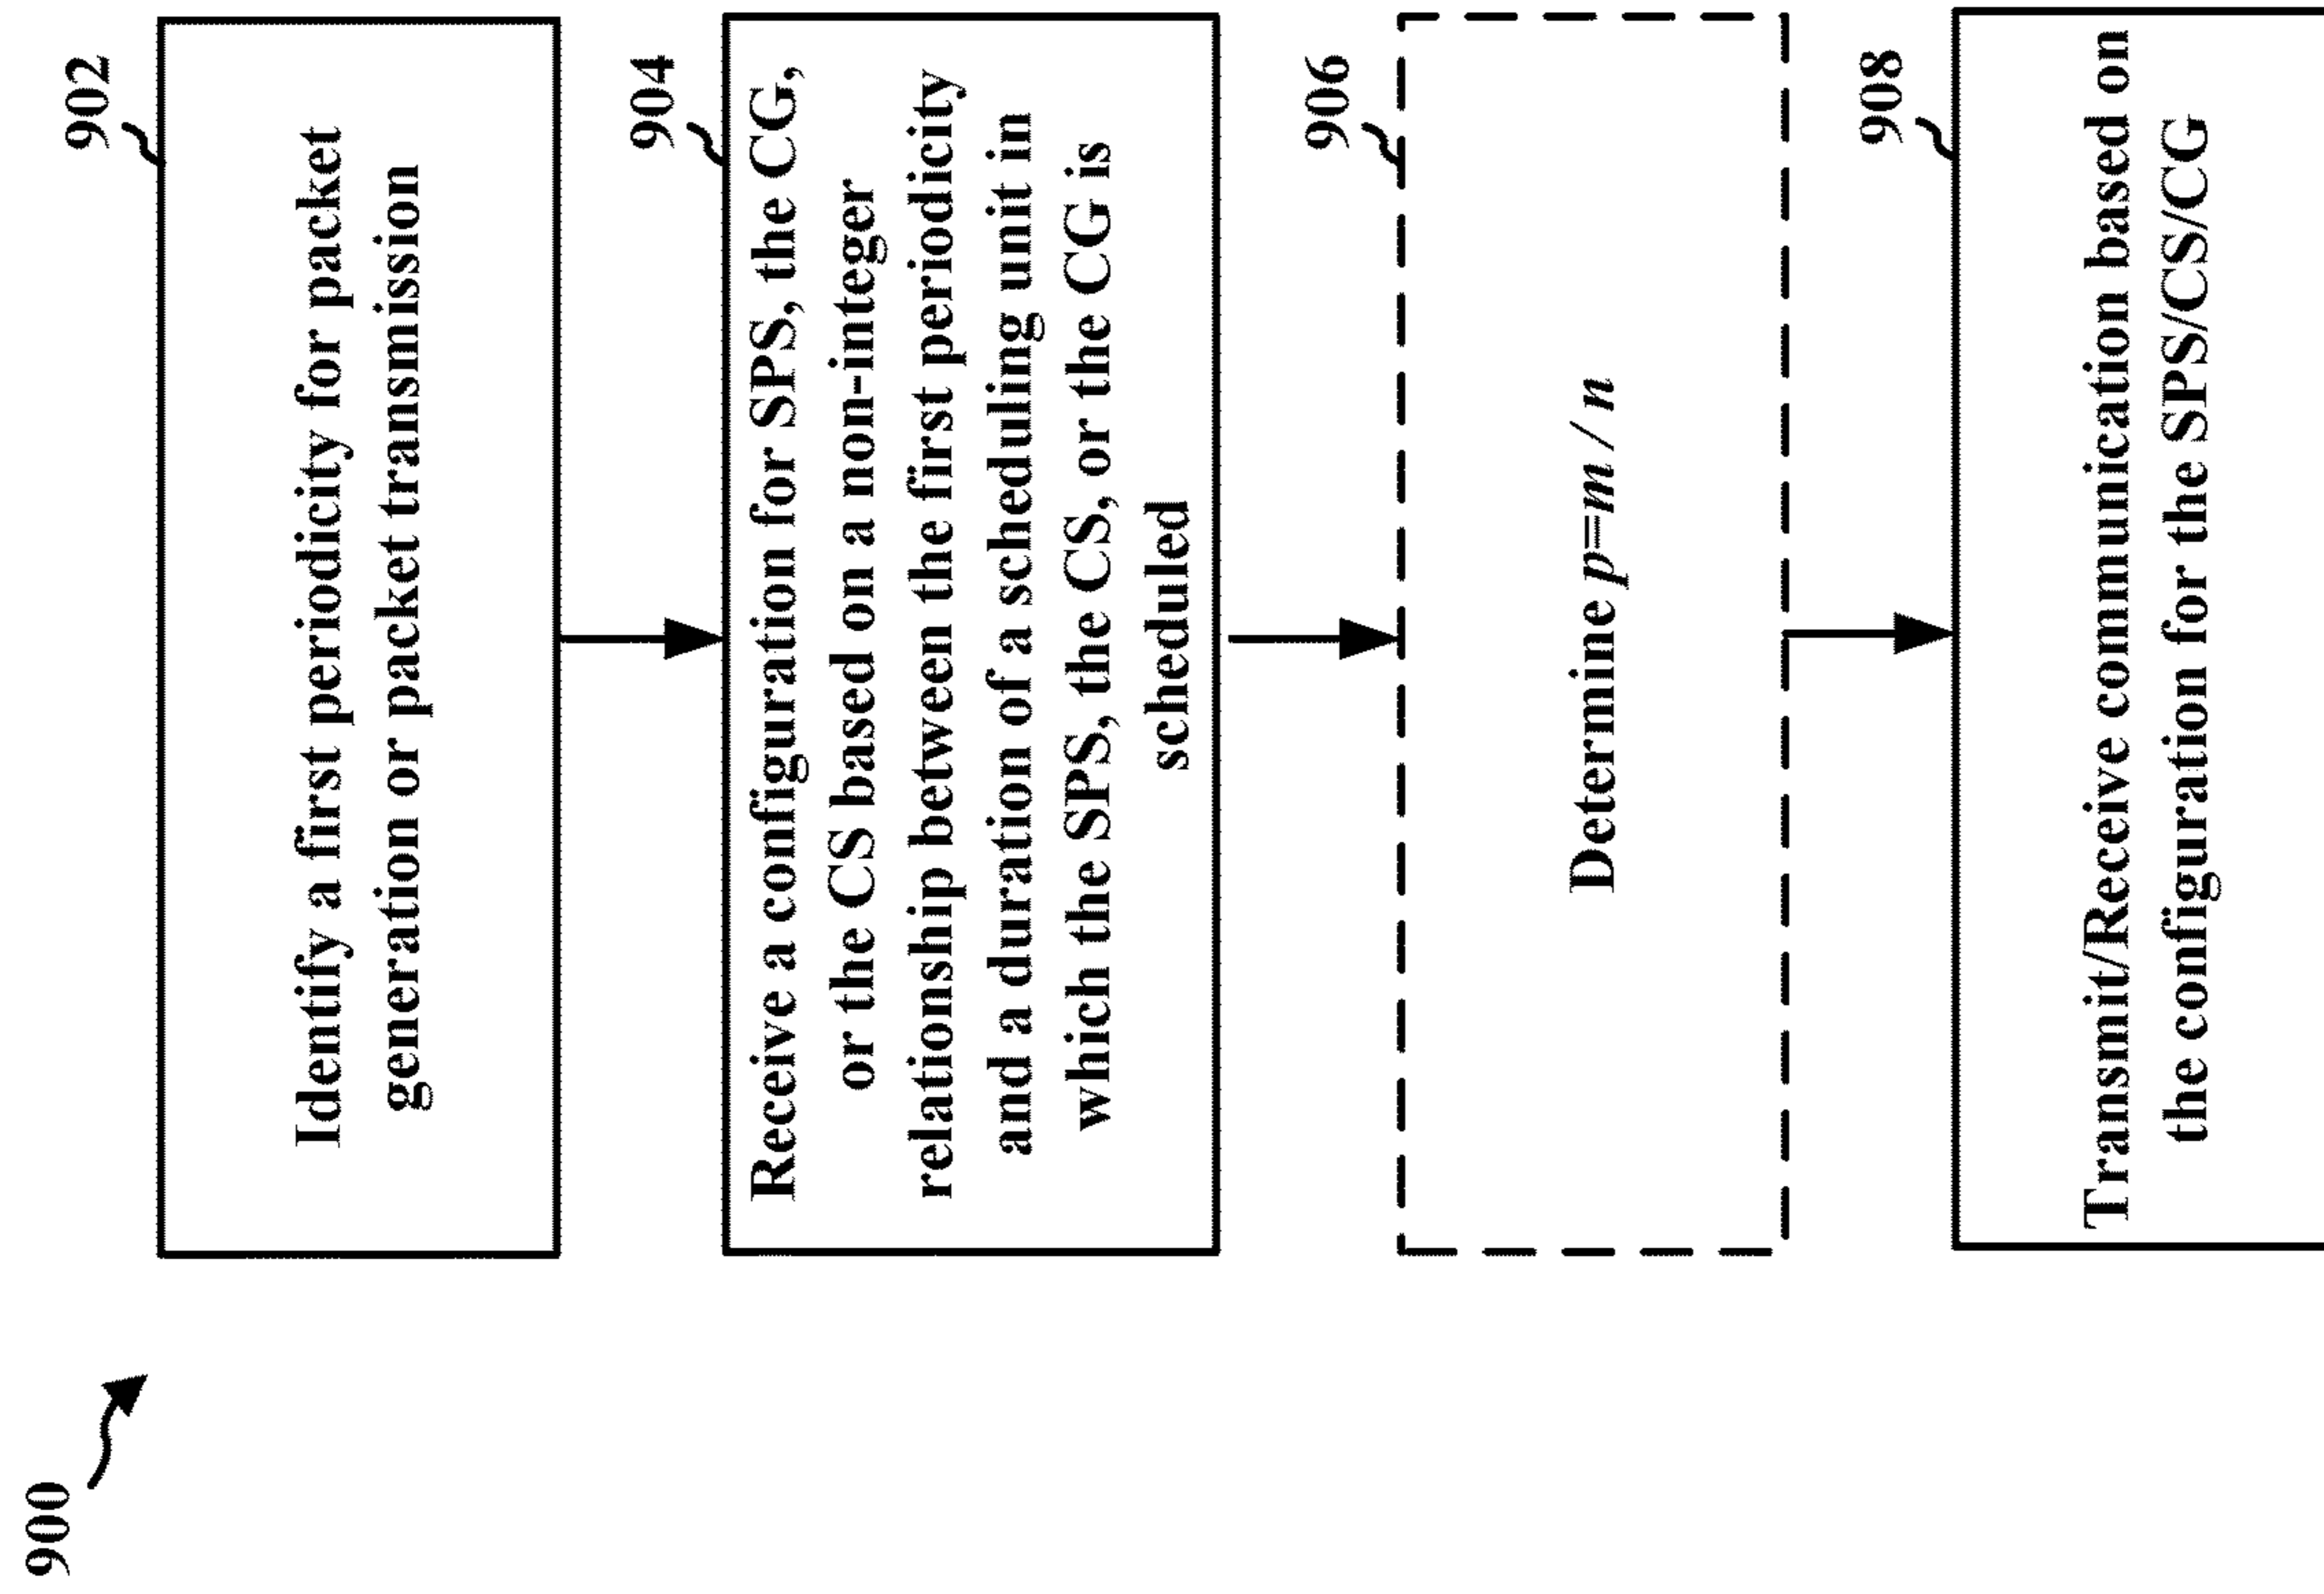 900
902
Identify a first periodicity for packet
generation or packet transmission
904
Receive a configuration for SPS, the CG,
or the CS based on a non-integer
relationship between the first periodicity
and a duration of a scheduling unit in
which the SPS, the CS, or the CG is
scheduled
906
Determine p=m / n
908
Transmit/Receive communication based on
the configuration for the SPS/CS/CG